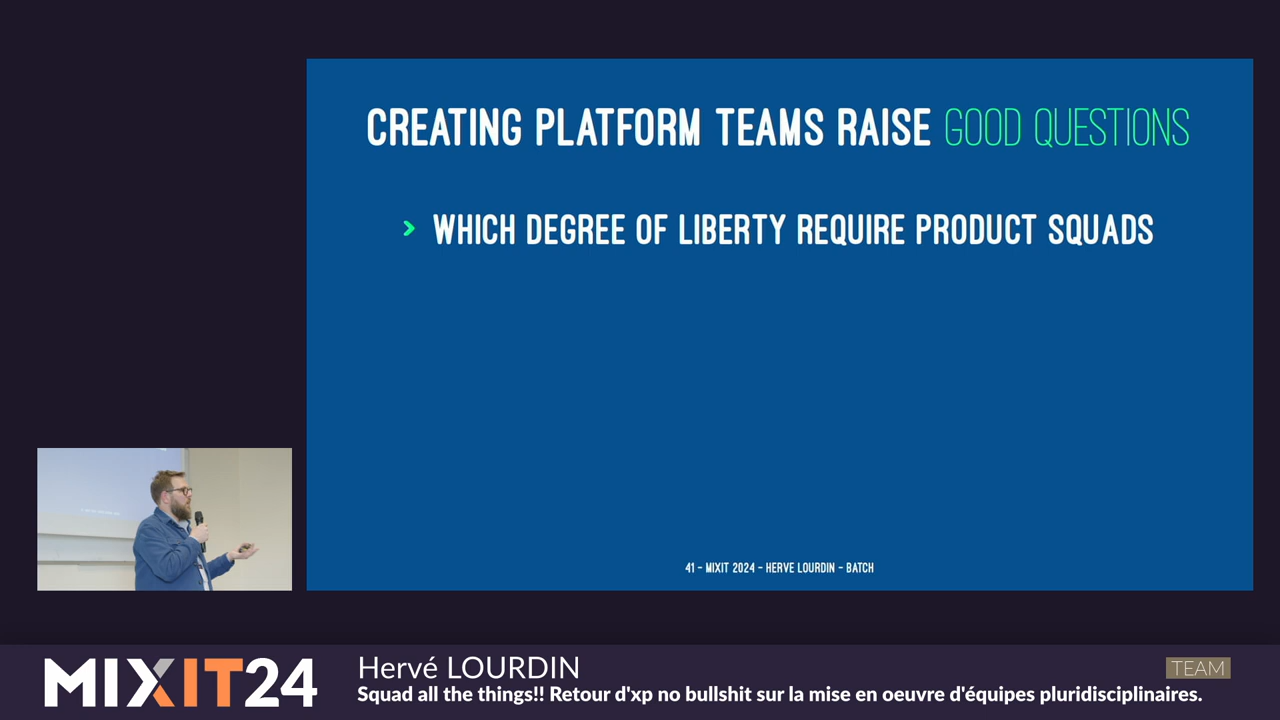 CREATING PLATFORM TEAMS RAISE GOOD QUESTIONS
WHICH DEGREE OF LIBERTY REQUIRE PRODUCT SQUADS
41 - MIXIT 2024 - HERVE LOURDIN - BATCH
MIXIT24
Hervé LOURDIN
TEAM
Squad all the things!! Retour d'xp no bullshit sur la mise en oeuvre d'équipes pluridisciplinaires.